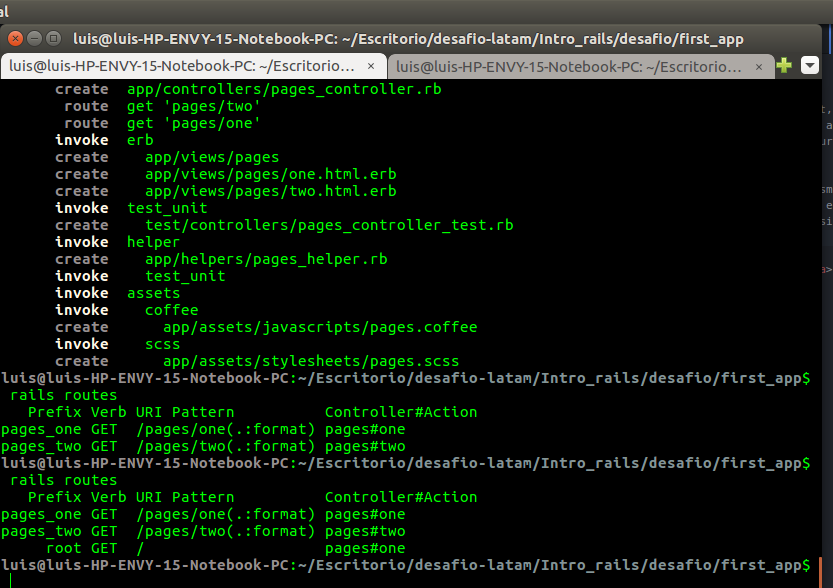 al
luis@luis-HP-ENVY-15-Notebook-PC: ~/Escritorio/desafio-latam/Intro_rails/desafio/first_app
luis@luis-HP-ENVY-15-Notebook-PC: ~/Escritorio... × luis@luis-HP-ENVY-15-Notebook-PC: ~/Escritorio... ×
create app/controllers/pages_controller.rb
route get 'pages/two'
route get 'pages/one'
invoke erb
create app/views/pages
create app/views/pages/one.html.erb
create app/views/pages/two.html.erb
invoke test_unit
create test/controllers/pages_controller_test.rb
invoke helper
create app/helpers/pages_helper.rb
invoke test_unit
invoke assets
invoke coffee
create app/assets/javascripts/pages.coffee
invoke scss
create app/assets/stylesheets/pages.scss
luis@luis-HP-ENVY-15-Notebook-PC:~/Escritorio/desafio-latam/Intro_rails/desafio/first_app$
rails routes
Prefix Verb URI Pattern Controller#Action
pages_one GET /pages/one(.:format) pages#one
pages_two GET /pages/two(.:format) pages#two
luis@luis-HP-ENVY-15-Notebook-PC:~/Escritorio/desafio-latam/Intro_rails/desafio/first_app$
rails routes
Prefix Verb URI Pattern Controller#Action
pages_one GET /pages/one(.:format) pages#one
pages_two GET /pages/two(.:format) pages#two
root GET / pages#one
luis@luis-HP-ENVY-15-Notebook-PC:~/Escritorio/desafio-latam/Intro_rails/desafio/first_app$